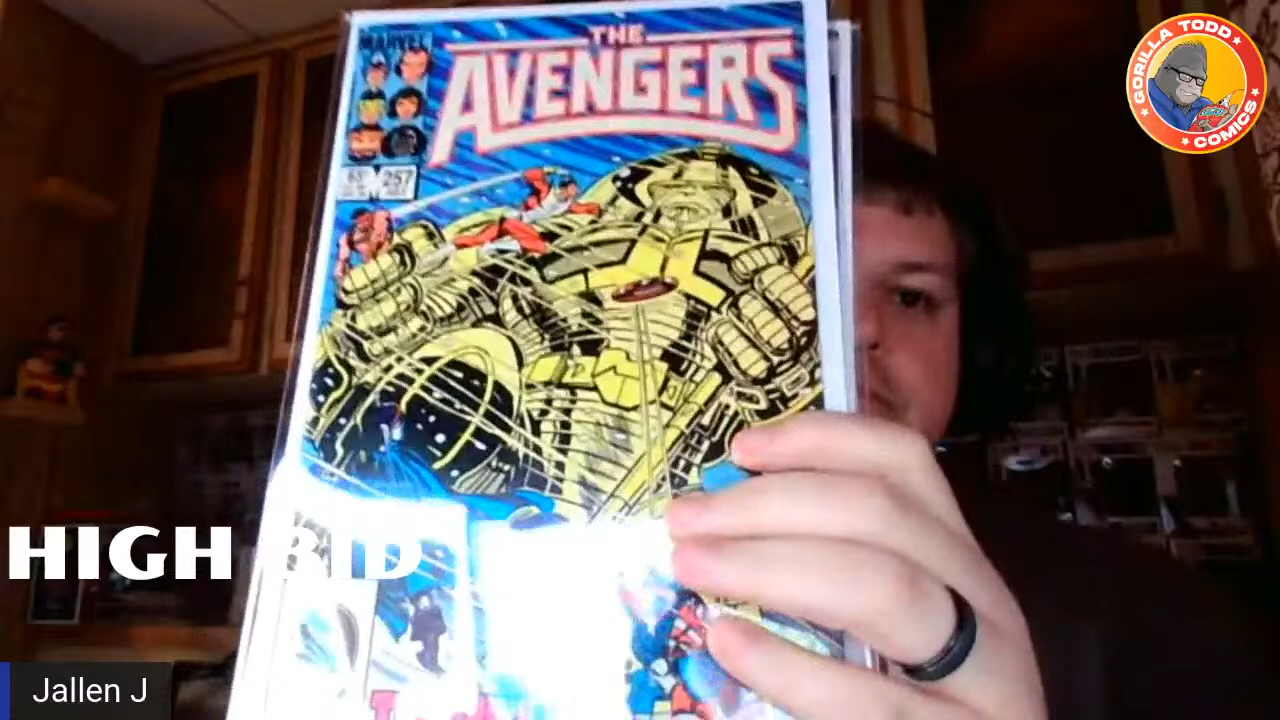 MARVEL
THE
AVENGERS
257
GORILLA TODD
COMICS
HIGH BID
Jallen J